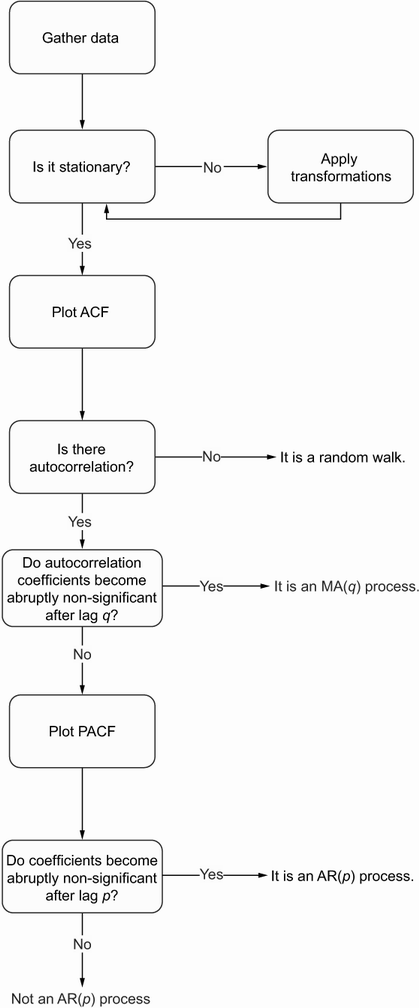 Gather data
Is it stationary?
No
Apply
transformations
Yes
Plot ACF
Is there
autocorrelation?
No
It is a random walk.
Yes
Do autocorrelation
coefficients become
abruptly non-significant
after lag q?
Yes
It is an MA(q) process.
No
Plot PACF
Do coefficients become
abruptly non-significant
after lag p?
Yes
It is an AR(p) process.
No
Not an AR(p) process